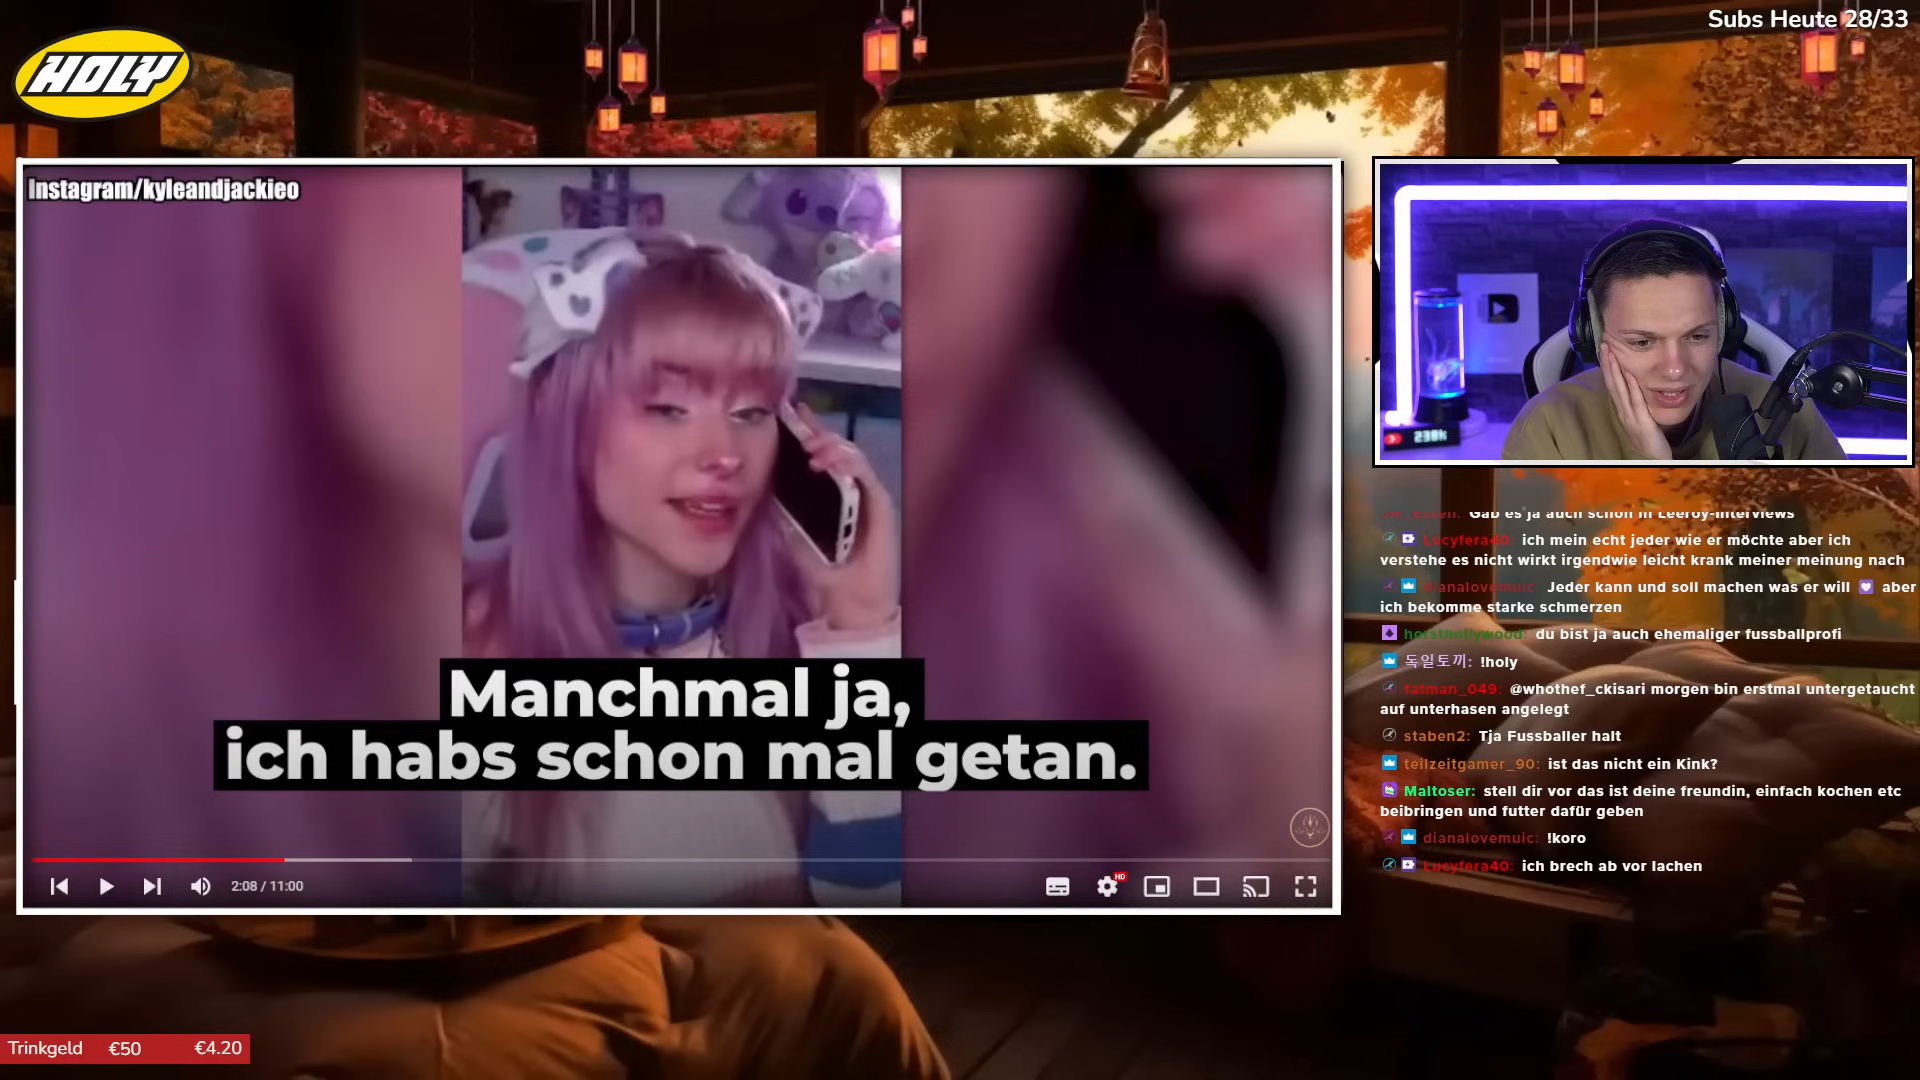 Subs Heute 28/33
HOLY
Instagram/kyleandjackieo
Manchmal ja,
ich habs schon mal getan.
2:08 / 11:00
HD
238k
Gab es ja auch schon in Leeroy-Interviews
Lucyfera40: ich mein echt jeder wie er möchte aber ich
verstehe es nicht wirkt irgendwie leicht krank meiner meinung nach
dianalovemuic: Jeder kann und soll machen was er will aber
ich bekomme starke schmerzen
horsthollywood: du bist ja auch ehemaliger fussballprofi
독일토끼: !holy
fatman_049: @whothef_ckisari morgen bin erstmal untergetaucht
auf unterhasen angelegt
staben2: Tja Fussballer halt
teilzeitgamer_90: ist das nicht ein Kink?
Maltoser: stell dir vor das ist deine freundin, einfach kochen etc
beibringen und futter dafür geben
dianalovemuic: !koro
Lucyfera40: ich brech ab vor lachen
Trinkgeld €50 €4.20